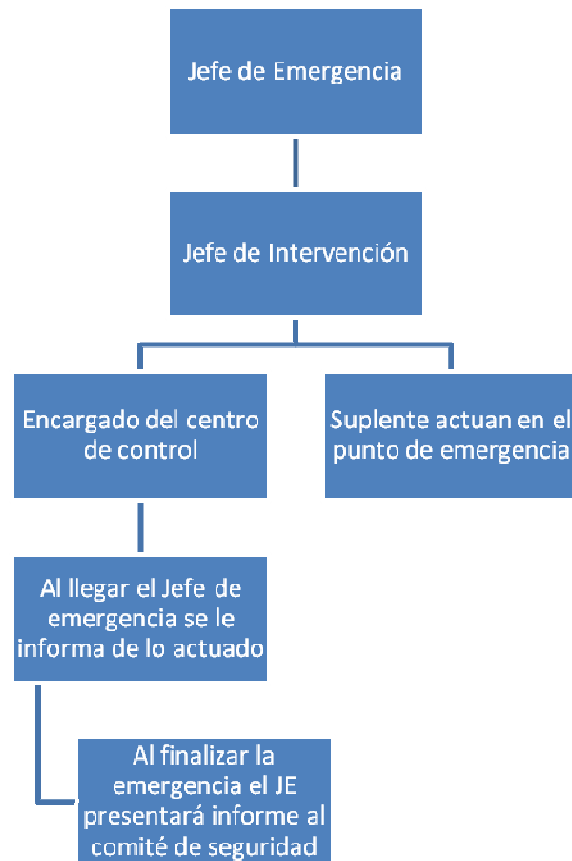 Jefe de Emergencia
Jefe de Intervención
Encargado del centro
de control
Suplente actuan en el
punto de emergencia
Al llegar el Jefe de
emergencia se le
informa de lo actuado
Al finalizar la
emergencia el JE
presentará informe al
comité de seguridad